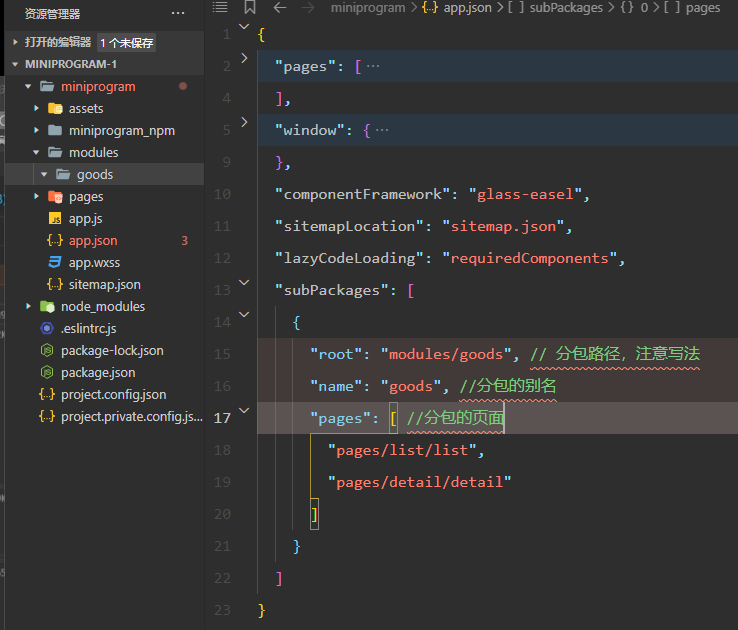 资源管理器 ···
打开的编辑器 1 个未保存
MINIPROGRAM-1
miniprogram
assets
miniprogram_npm
modules
goods
pages
app.js
app.json 3
app.wxss
sitemap.json
node_modules
.eslintrc.js
package-lock.json
package.json
project.config.json
project.private.config.js...
miniprogram > {..} app.json > [ ] subPackages > {} 0 > [ ] pages
1 {
2 "pages": [ ···
4 ],
5 "window": { ···
9 },
10 "componentFramework": "glass-easel",
11 "sitemapLocation": "sitemap.json",
12 "lazyCodeLoading": "requiredComponents",
13 "subPackages": [
14 {
15 "root": "modules/goods", // 分包路径，注意写法
16 "name": "goods", //分包的别名
17 "pages": [ //分包的页面
18 "pages/list/list",
19 "pages/detail/detail"
20 ]
21 }
22 ]
23 }